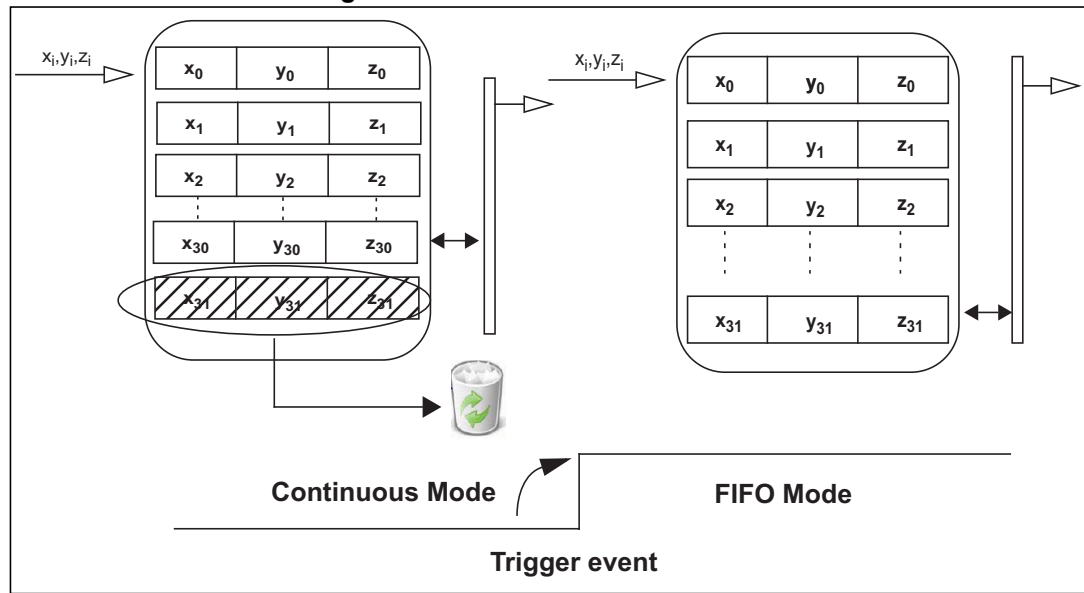 xᵢ,yᵢ,zᵢ
x₀ y₀ z₀
x₁ y₁ z₁
x₂ y₂ z₂
x₃₀ y₃₀ z₃₀
x₃₁ y₃₁ z₃₁
xᵢ,yᵢ,zᵢ
x₀ y₀ z₀
x₁ y₁ z₁
x₂ y₂ z₂
x₃₁ y₃₁ z₃₁
Continuous Mode
FIFO Mode
Trigger event